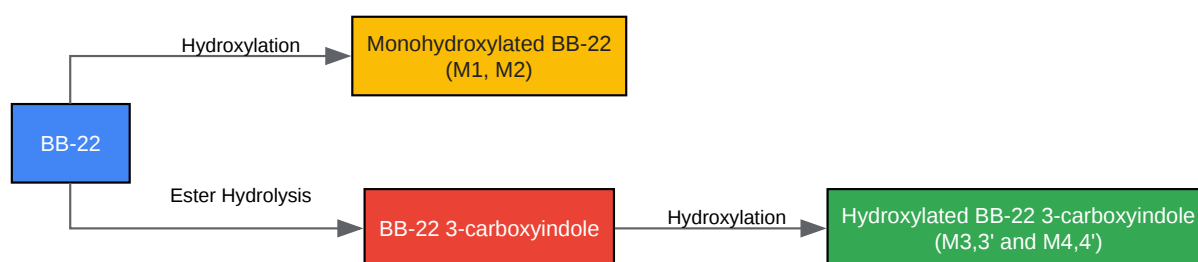 Hydroxylation
Monohydroxylated BB-22
(M1, M2)
BB-22
Ester Hydrolysis
BB-22 3-carboxyindole
Hydroxylation
Hydroxylated BB-22 3-carboxyindole
(M3,3' and M4,4')